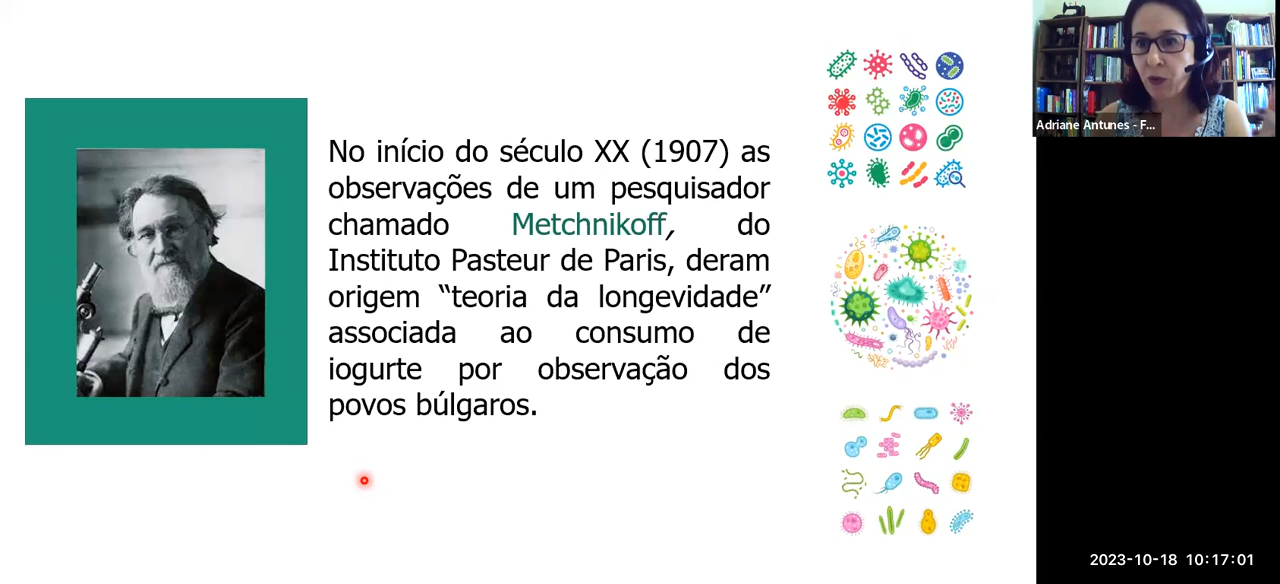 No início do século XX (1907) as
observações de um pesquisador
chamado Metchnikoff, do
Instituto Pasteur de Paris, deram
origem “teoria da longevidade”
associada ao consumo de
iogurte por observação dos
povos búlgaros.
Adriane Antunes - F...
2023-10-18 10:17:01